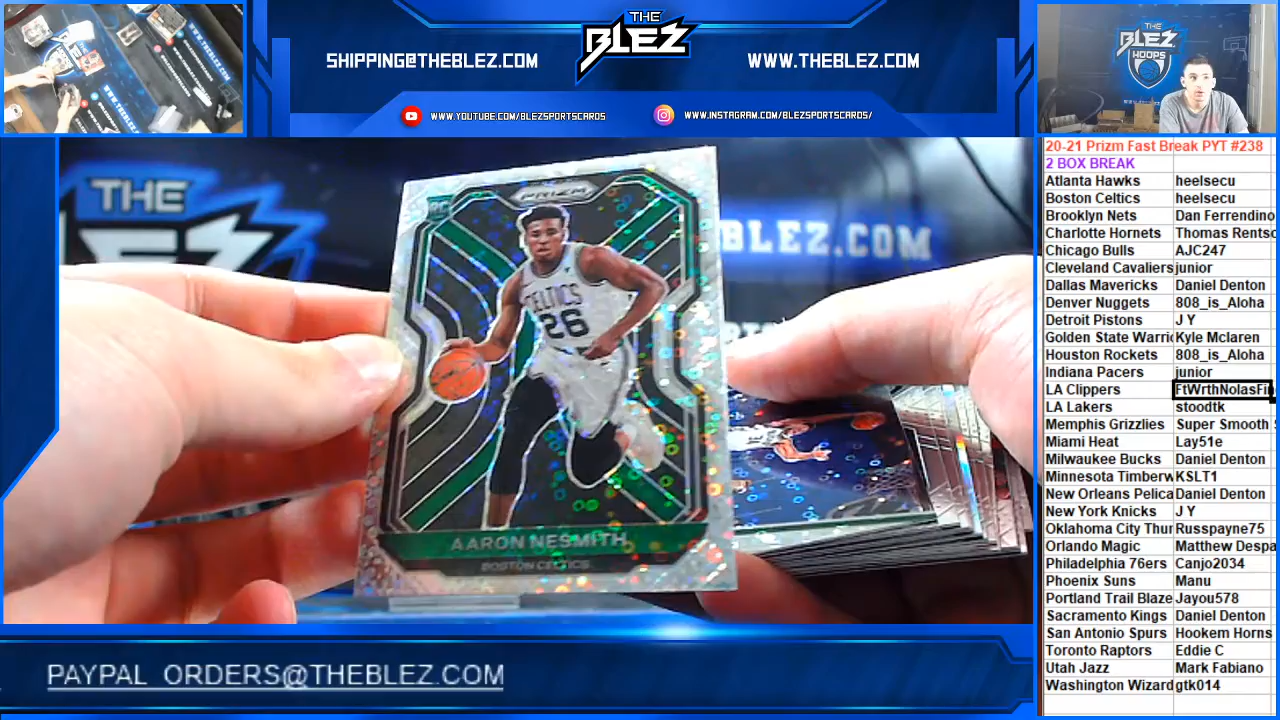 THE
BLEZ
SHIPPING@THEBLEZ.COM
WWW.THEBLEZ.COM
WWW.YOUTUBE.COM/BLEZSPORTSCARDS
WWW.INSTAGRAM.COM/BLEZSPORTSCARDS/
THE
BLEZ
HOOPS
THE
BLEZ
BLEZ.COM
RC
PRIZM
CELTICS
26
AARON NESMITH
BOSTON CELTICS
20-21 Prizm Fast Break PYT #238
2 BOX BREAK
Atlanta Hawks heelsecu
Boston Celtics heelsecu
Brooklyn Nets Dan Ferrendino
Charlotte Hornets Thomas Rentsc
Chicago Bulls AJC247
Cleveland Cavaliers junior
Dallas Mavericks Daniel Denton
Denver Nuggets 808_is_Aloha
Detroit Pistons J Y
Golden State Warric Kyle Mclaren
Houston Rockets 808_is_Aloha
Indiana Pacers junior
LA Clippers FtWrthNolasFi
LA Lakers stoodtk
Memphis Grizzlies Super Smooth S
Miami Heat Lay51e
Milwaukee Bucks Daniel Denton
Minnesota Timberw KSLT1
New Orleans Pelica Daniel Denton
New York Knicks J Y
Oklahoma City Thur Russpayne75
Orlando Magic Matthew Despa
Philadelphia 76ers Canjo2034
Phoenix Suns Manu
Portland Trail Blaze Jayou578
Sacramento Kings Daniel Denton
San Antonio Spurs Hookem Horns
Toronto Raptors Eddie C
Utah Jazz Mark Fabiano
Washington Wizard gtk014
PAYPAL ORDERS@THEBLEZ.COM